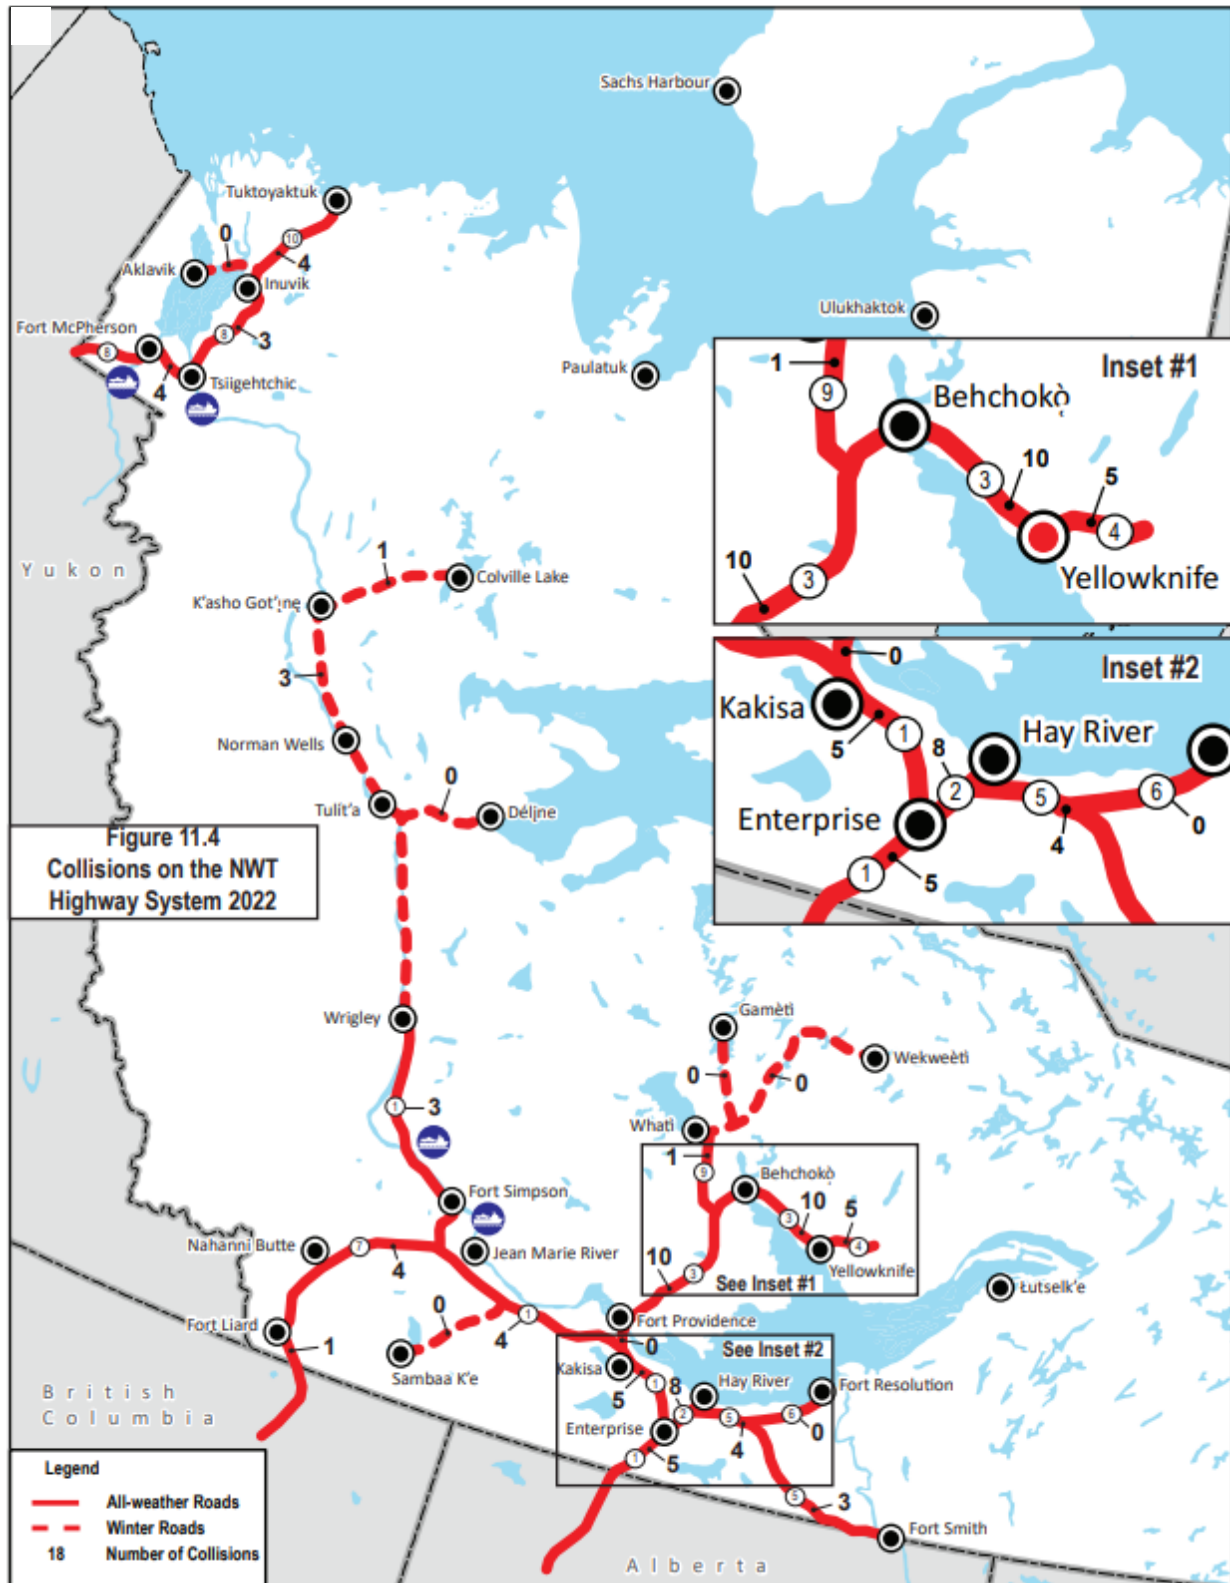 Sachs Harbour
Tuktoyaktuk
0
10
4
Aklavik
Inuvik
Ulukhaktok
Fort McPherson
8
3
8
Paulatuk
Tsiigehtchic
4
Inset #1
1
9
Behchokǫ̀
3
10
5
4
10
3
Yellowknife
Yukon
1
Colville Lake
K'asho Got'ı̨nę
3
Inset #2
0
Kakisa
5
1
8
Hay River
2
5
6
Enterprise
4
0
1
5
Norman Wells
0
Tulít'a
Délı̨ne
Figure 11.4
Collisions on the NWT
Highway System 2022
Wrigley
Gamètì
Wekweètì
0
0
1
3
Whatì
1
9
Behchokǫ̀
Fort Simpson
10
5
3
4
Nahanni Butte
7
Jean Marie River
4
10
3
Yellowknife
See Inset #1
Łutselk'e
0
1
4
Fort Providence
Fort Liard
1
0
See Inset #2
Sambaa K'e
Kakisa
5
1
8
Hay River
Fort Resolution
2
5
6
Enterprise
4
0
1
5
British
Columbia
5
3
Fort Smith
Alberta
Legend
All-weather Roads
Winter Roads
18 Number of Collisions